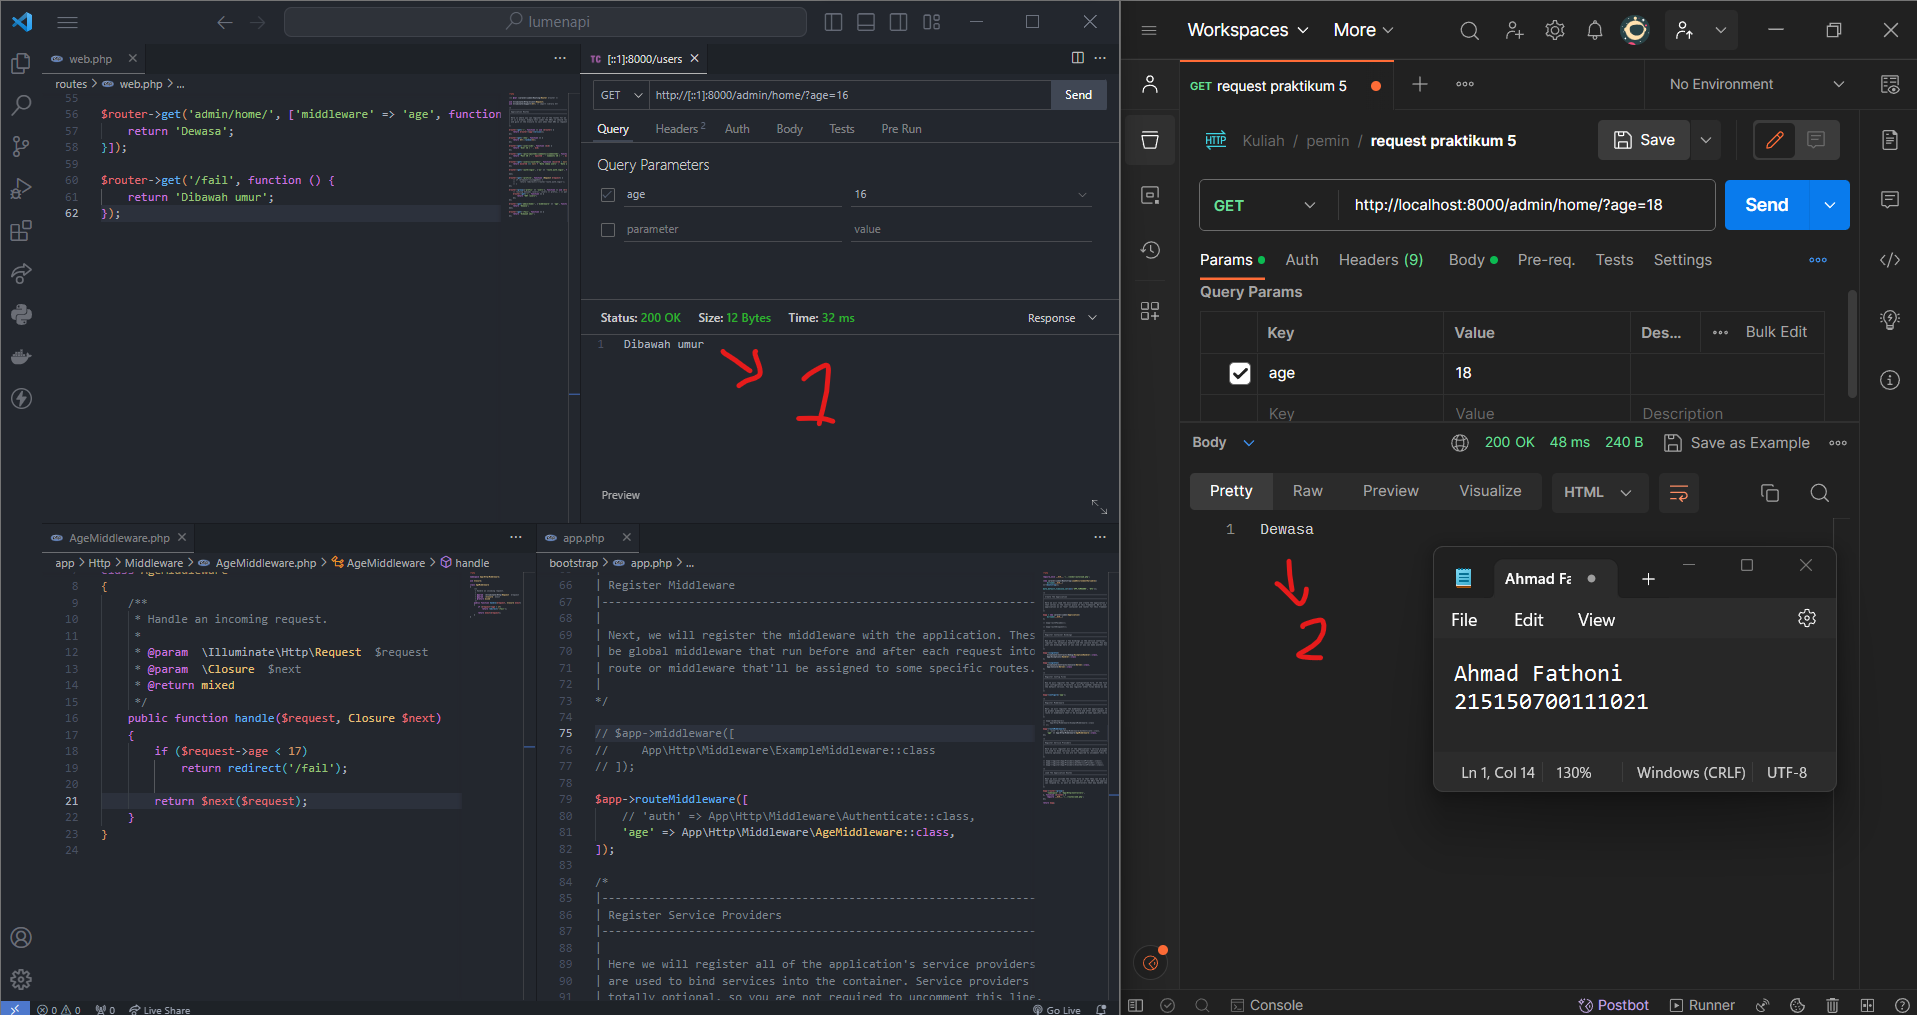 lumenapi
web.php
routes > web.php > ...
55
56 $router->get('admin/home/', ['middleware' => 'age', function
57 return 'Dewasa';
58 }]);
59
60 $router->get('/fail', function () {
61 return 'Dibawah umur';
62 });
TC [::1]:8000/users
GET http://[::1]:8000/admin/home/?age=16 Send
Query Headers 2 Auth Body Tests Pre Run
Query Parameters
age 16
parameter value
Status: 200 OK Size: 12 Bytes Time: 32 ms Response
1 Dibawah umur
1
Preview
AgeMiddleware.php
app > Http > Middleware > AgeMiddleware.php > AgeMiddleware > handle
class AgeMiddleware
8 {
9 /**
10 * Handle an incoming request.
11 *
12 * @param \Illuminate\Http\Request $request
13 * @param \Closure $next
14 * @return mixed
15 */
16 public function handle($request, Closure $next)
17 {
18 if ($request->age < 17)
19 return redirect('/fail');
20
21 return $next($request);
22 }
23 }
24
app.php
bootstrap > app.php > ...
66 | Register Middleware
67 |--------------------------------------------------------------------------
68 |
69 | Next, we will register the middleware with the application. Thes
70 | be global middleware that run before and after each request into
71 | route or middleware that'll be assigned to some specific routes.
72 |
73 */
74
75 // $app->middleware([
76 // App\Http\Middleware\ExampleMiddleware::class
77 // ]);
78
79 $app->routeMiddleware([
80 // 'auth' => App\Http\Middleware\Authenticate::class,
81 'age' => App\Http\Middleware\AgeMiddleware::class,
82 ]);
83
84 /*
85 |--------------------------------------------------------------------------
86 | Register Service Providers
87 |--------------------------------------------------------------------------
88 |
89 | Here we will register all of the application's service providers
90 | are used to bind services into the container. Service providers
91 | totally optional, so you are not required to uncomment this line.
0 0 0 Live Share Go Live
Workspaces More
GET request praktikum 5 No Environment
HTTP Kuliah / pemin / request praktikum 5 Save
GET http://localhost:8000/admin/home/?age=18 Send
Params Auth Headers (9) Body Pre-req. Tests Settings
Query Params
Key Value Des... Bulk Edit
age 18
Key Value Description
Body 200 OK 48 ms 240 B Save as Example
Pretty Raw Preview Visualize HTML
1 Dewasa
2
Ahmad Fa
File Edit View
Ahmad Fathoni
215150700111021
Ln 1, Col 14 130% Windows (CRLF) UTF-8
Console Postbot Runner